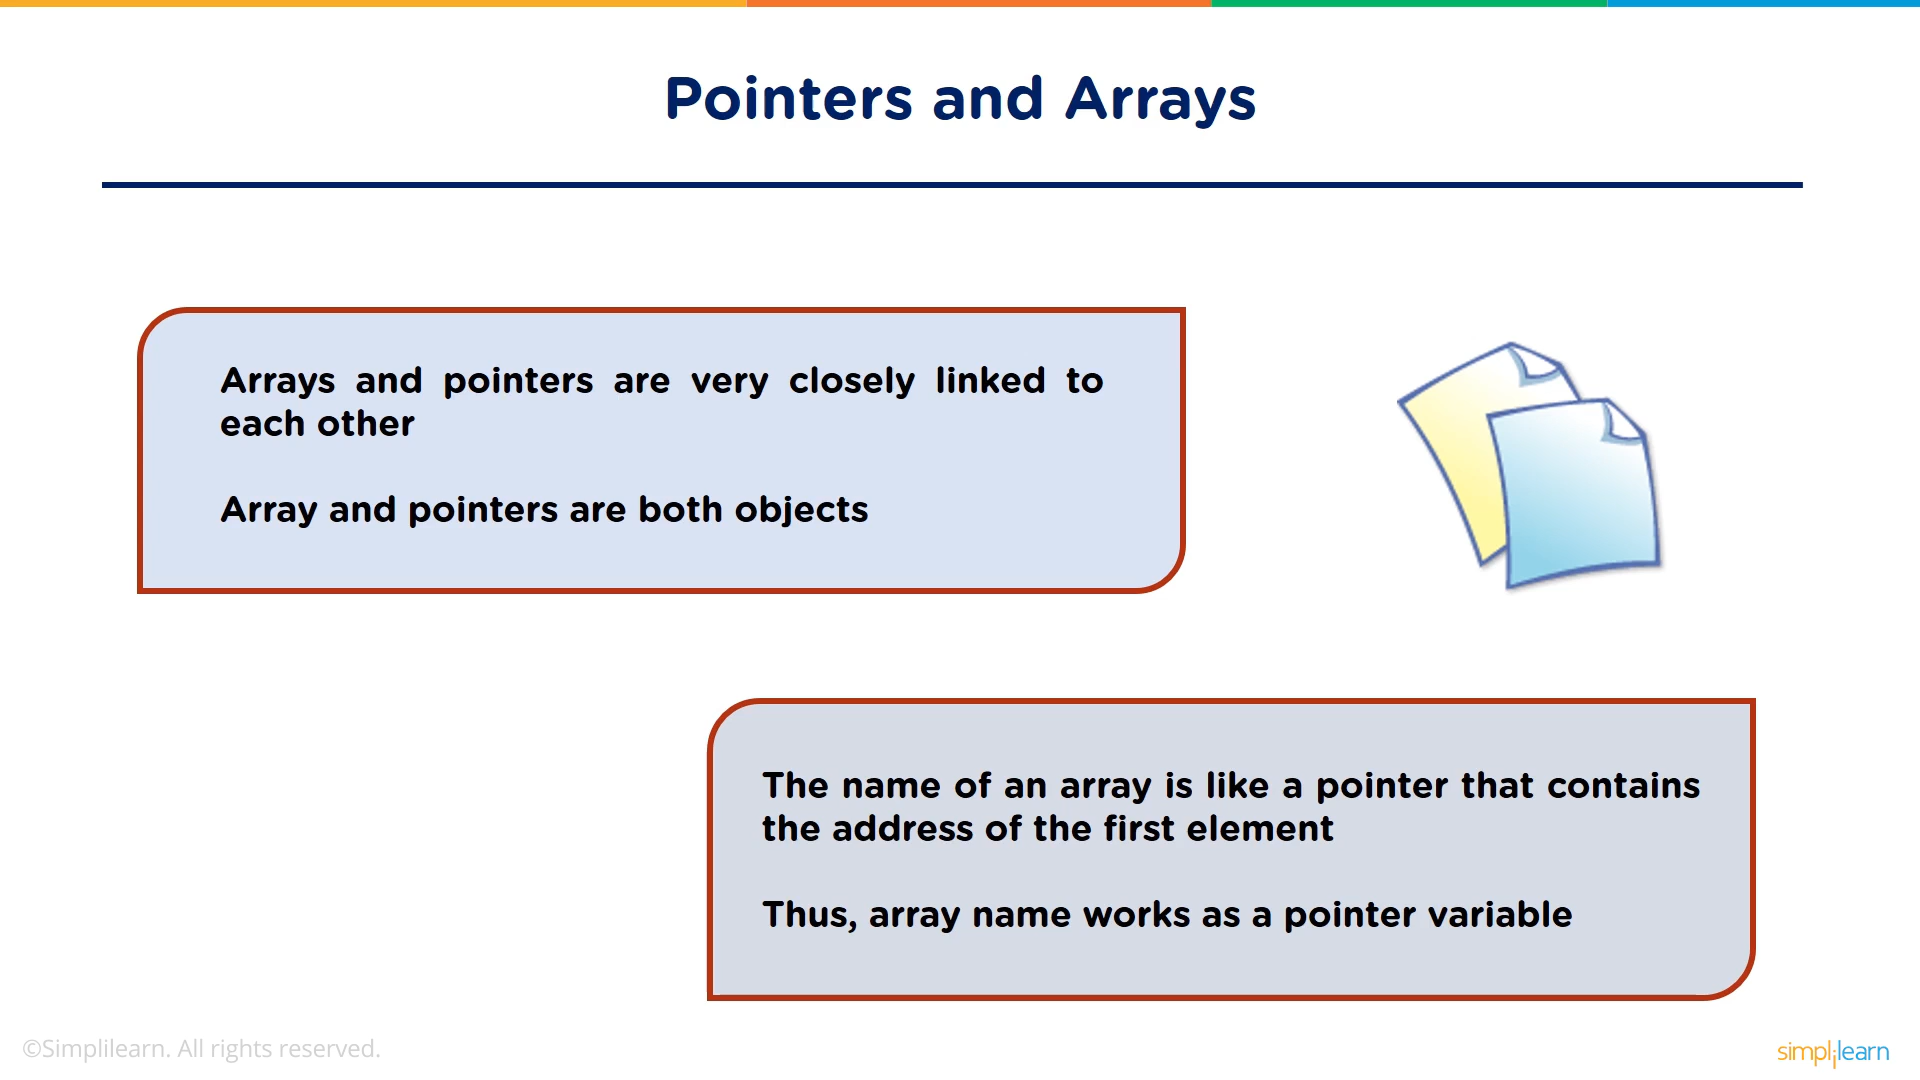 Pointers and Arrays
Arrays and pointers are very closely linked to
each other
Array and pointers are both objects
The name of an array is like a pointer that contains
the address of the first element
Thus, array name works as a pointer variable
©Simplilearn. All rights reserved.
simplilearn